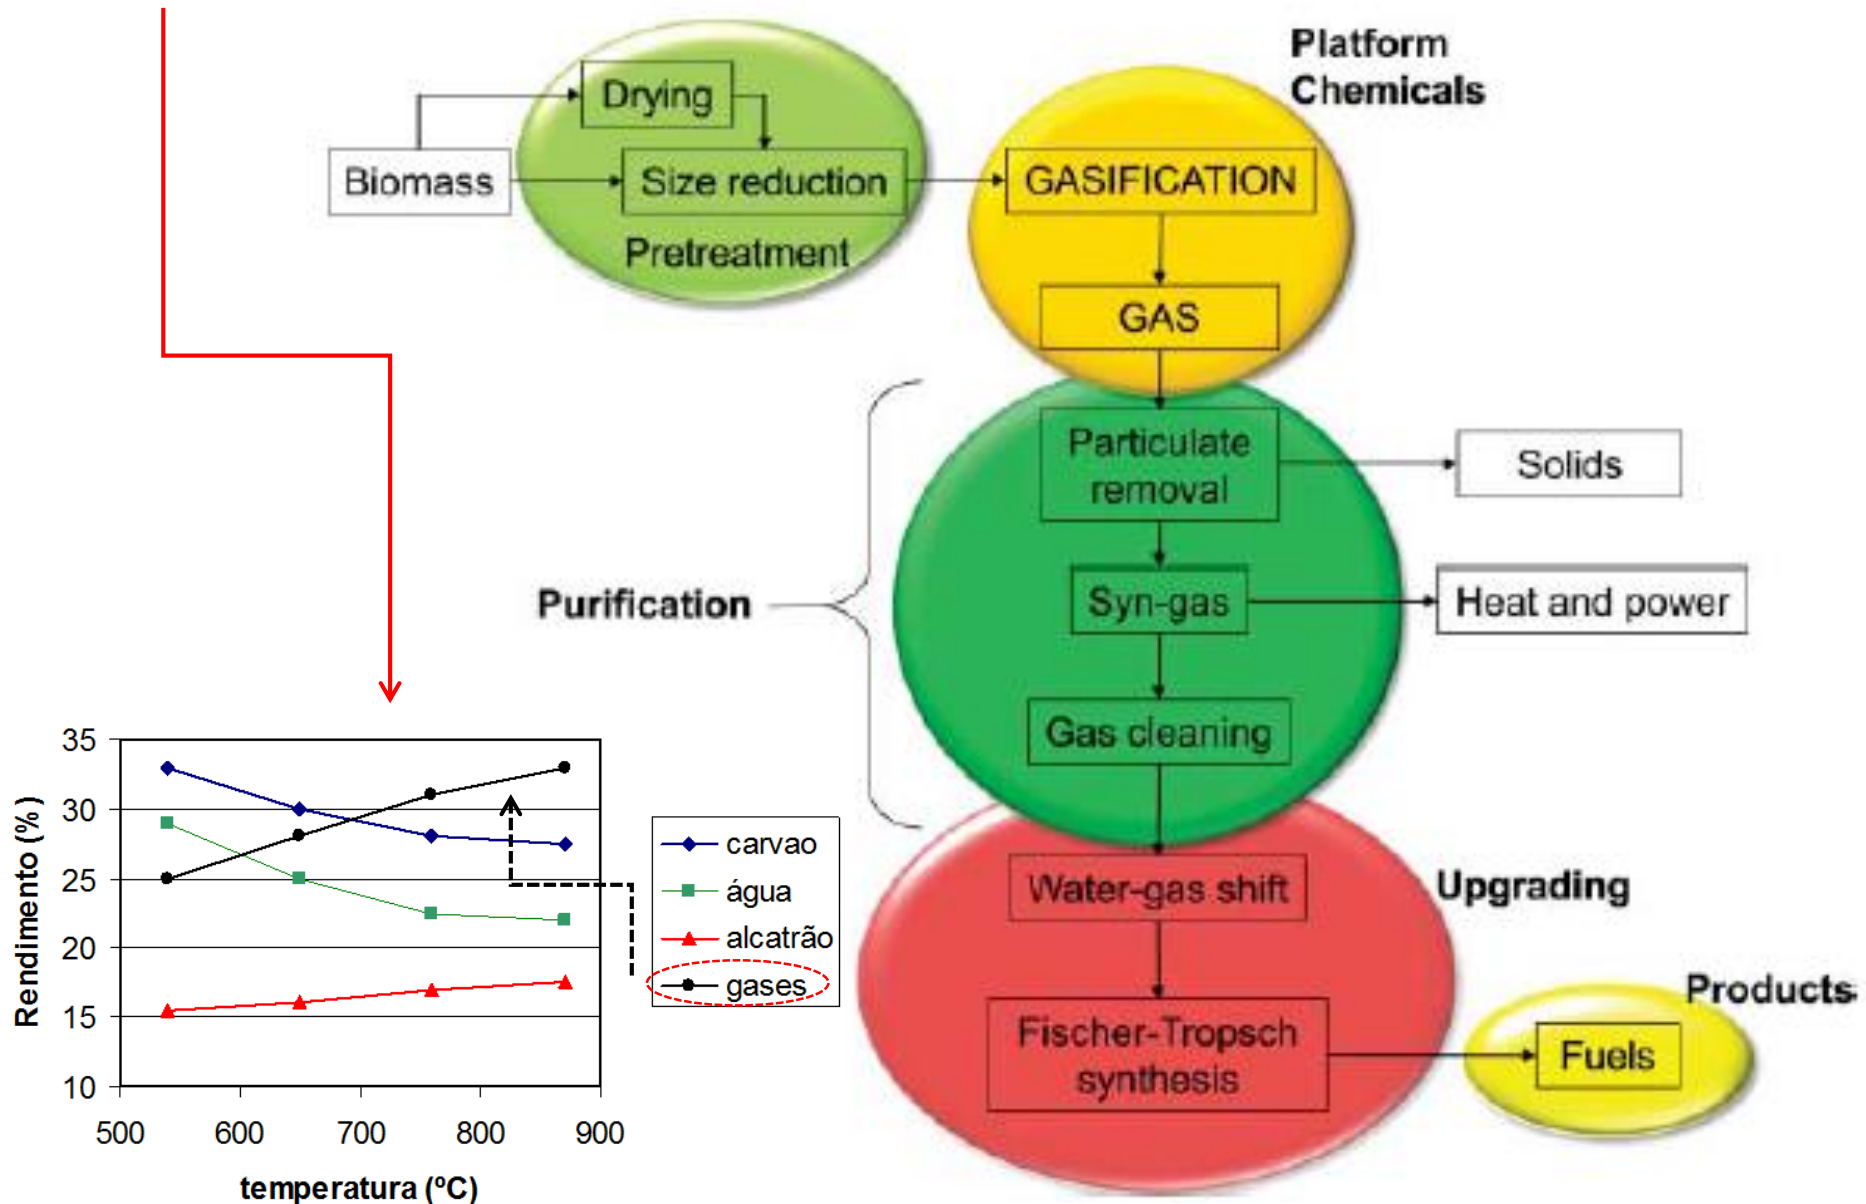 Platform
Chemicals
Drying
Biomass
Size reduction
Pretreatment
GASIFICATION
GAS
Particulate
removal
Solids
Purification
Syn-gas
Heat and power
Gas cleaning
Water-gas shift
Upgrading
Fischer-Tropsch
synthesis
Products
Fuels
Rendimento (%)
35
30
25
20
15
10
500 600 700 800 900
temperatura (ºC)
carvao
água
alcatrão
gases